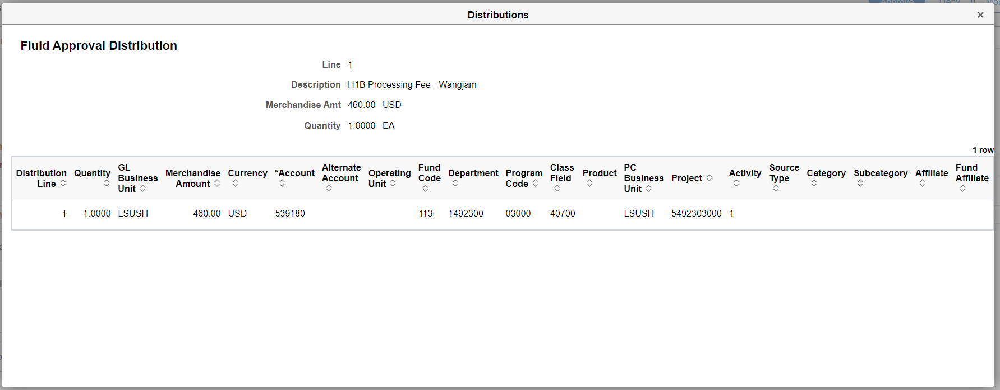 Distributions ×
Fluid Approval Distribution
Line 1
Description H1B Processing Fee - Wangjam
Merchandise Amt 460.00 USD
Quantity 1.0000 EA
1 row
Distribution Line Quantity GL Business Unit Merchandise Amount Currency *Account Alternate Account Operating Unit Fund Code Department Program Code Class Field Product PC Business Unit Project Activity Source Type Category Subcategory Affiliate Fund Affiliate
1 1.0000 LSUSH 460.00 USD 539180 113 1492300 03000 40700 LSUSH 5492303000 1